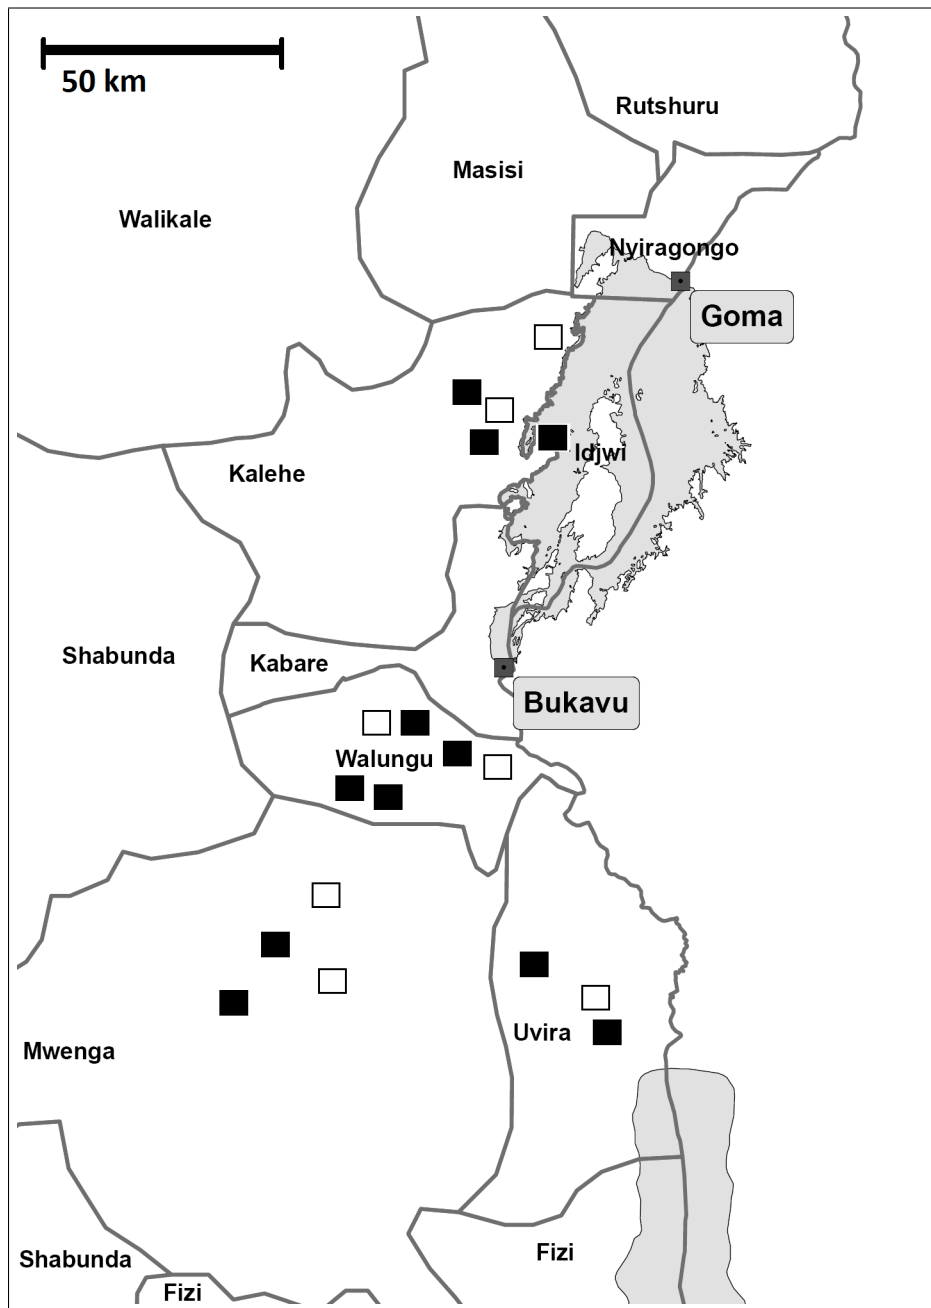 50 km
Rutshuru
Masisi
Walikale
Nyiragongo
Goma
Idjwi
Kalehe
Shabunda
Kabare
Bukavu
Walungu
Uvira
Mwenga
Fizi
Shabunda
Fizi